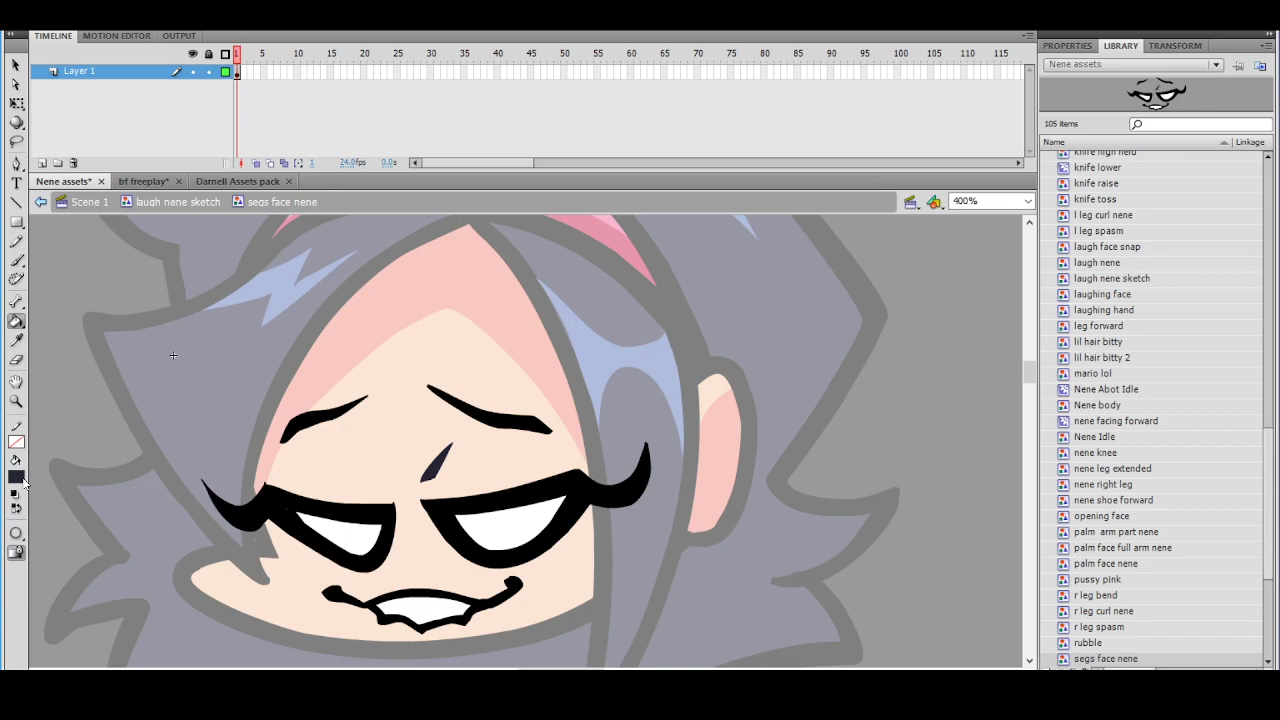 TIMELINE MOTION EDITOR OUTPUT
1 5 10 15 20 25 30 35 40 45 50 55 60 65 70 75 80 85 90 95 100 105 110 115
Layer 1
1 24.0fps 0.0s
Nene assets* × bf freeplay* × Darnell Assets pack ×
Scene 1 laugh nene sketch segs face nene 400%
T
PROPERTIES LIBRARY TRANSFORM
Nene assets
105 items
Name Linkage
knife high held
knife lower
knife raise
knife toss
l leg curl nene
l leg spasm
laugh face snap
laugh nene
laugh nene sketch
laughing face
laughing hand
leg forward
lil hair bitty
lil hair bitty 2
mario lol
Nene Abot Idle
Nene body
nene facing forward
Nene Idle
nene knee
nene leg extended
nene right leg
nene shoe forward
opening face
palm arm part nene
palm face full arm nene
palm face nene
pussy pink
r leg bend
r leg curl nene
r leg spasm
rubble
segs face nene